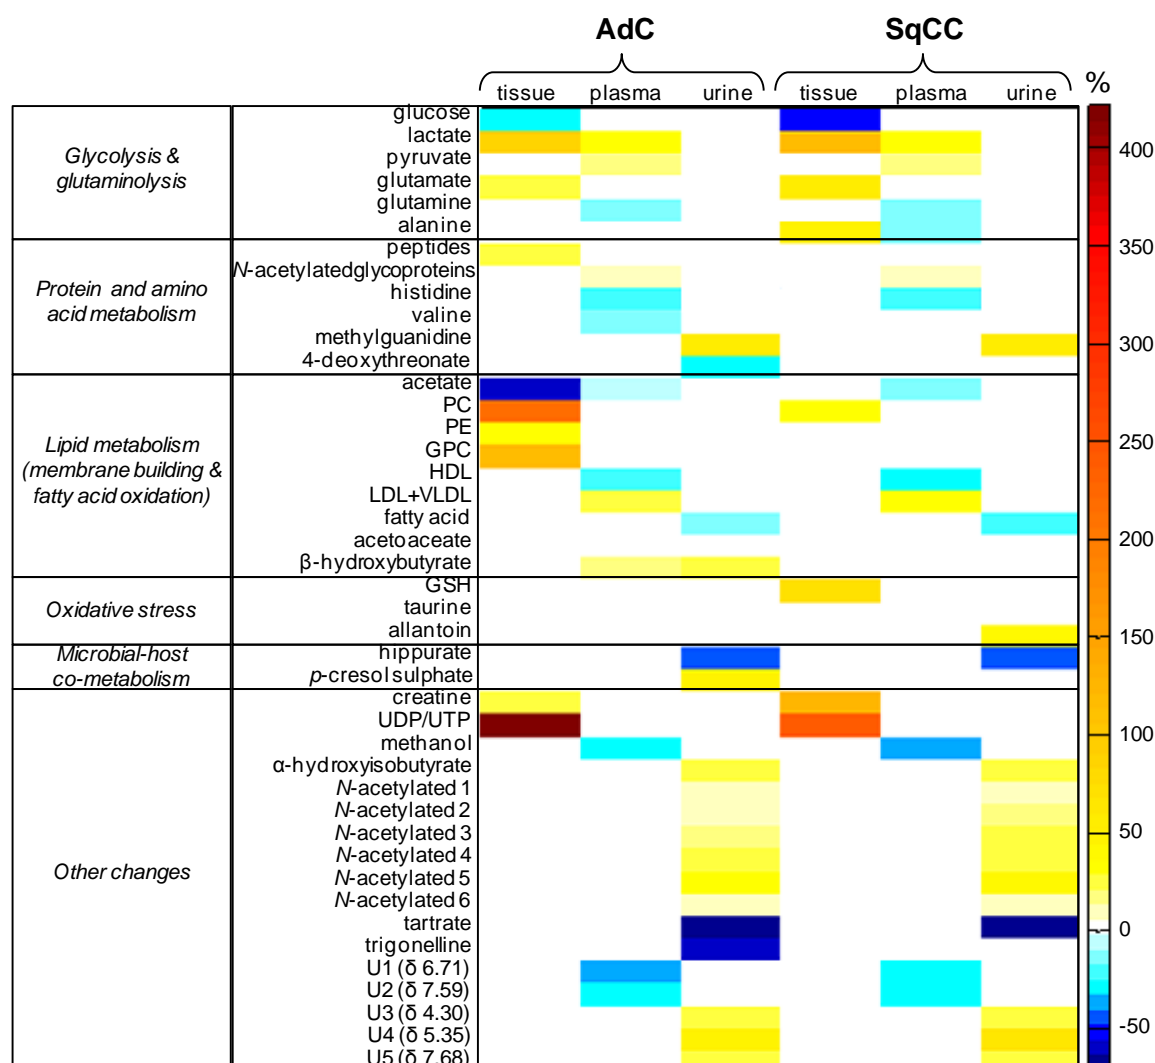 AdC SqCC
tissue plasma urine tissue plasma urine %
Glycolysis &
glutaminolysis
glucose
lactate
pyruvate
glutamate
glutamine
alanine
Protein and amino
acid metabolism
peptides
N-acetylatedglycoproteins
histidine
valine
methylguanidine
4-deoxythreonate
Lipid metabolism
(membrane building &
fatty acid oxidation)
acetate
PC
PE
GPC
HDL
LDL+VLDL
fatty acid
acetoaceate
β-hydroxybutyrate
Oxidative stress
GSH
taurine
allantoin
Microbial-host
co-metabolism
hippurate
p-cresol sulphate
Other changes
creatine
UDP/UTP
methanol
α-hydroxyisobutyrate
N-acetylated 1
N-acetylated 2
N-acetylated 3
N-acetylated 4
N-acetylated 5
N-acetylated 6
tartrate
trigonelline
U1 (δ 6.71)
U2 (δ 7.59)
U3 (δ 4.30)
U4 (δ 5.35)
U5 (δ 7.68)
400
350
300
250
200
150
100
50
0
-50